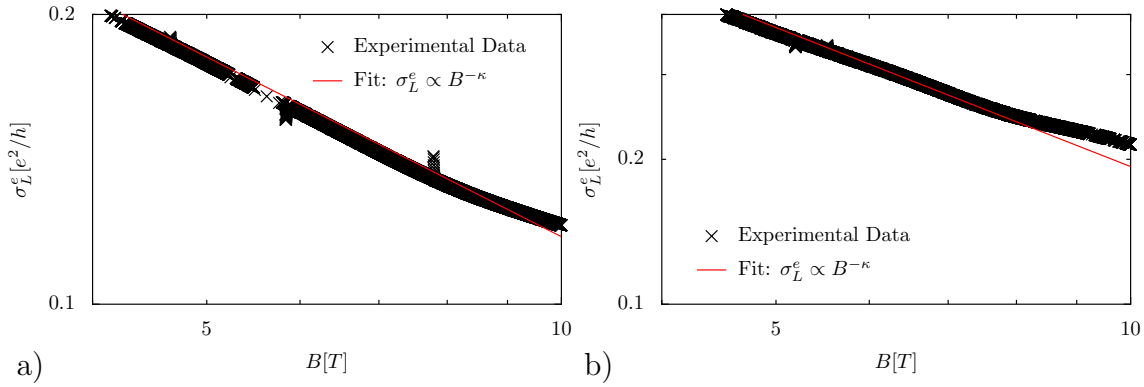 0.2
× Experimental Data
Fit: σ_L^e ∝ B^{−κ}
σ_L^e [e^2/h]
0.1
5
10
B[T]
a)
0.2
σ_L^e [e^2/h]
× Experimental Data
Fit: σ_L^e ∝ B^{−κ}
0.1
5
10
B[T]
b)